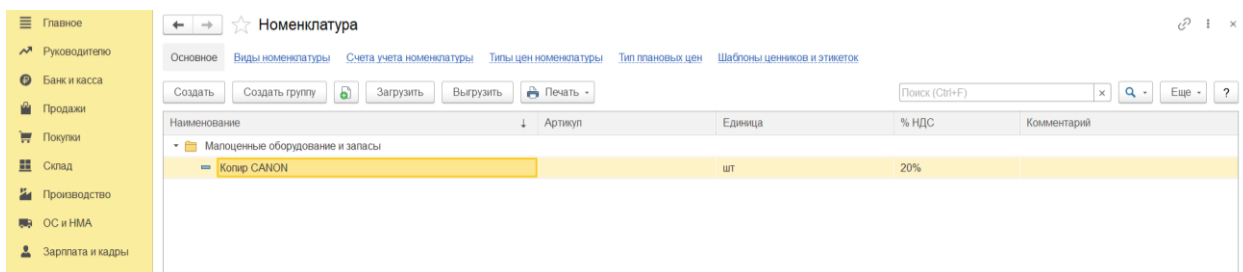 Главное
Руководителю
Банк и касса
Продажи
Покупки
Склад
Производство
ОС и НМА
Зарплата и кадры
Номенклатура
Основное Виды номенклатуры Счета учета номенклатуры Типы цен номенклатуры Тип плановых цен Шаблоны ценников и этикеток
Создать Создать группу Загрузить Выгрузить Печать Поиск (Ctrl+F) × Еще ?
Наименование ↓ Артикул Единица % НДС Комментарий
Малоценные оборудование и запасы
Копир CANON шт 20%